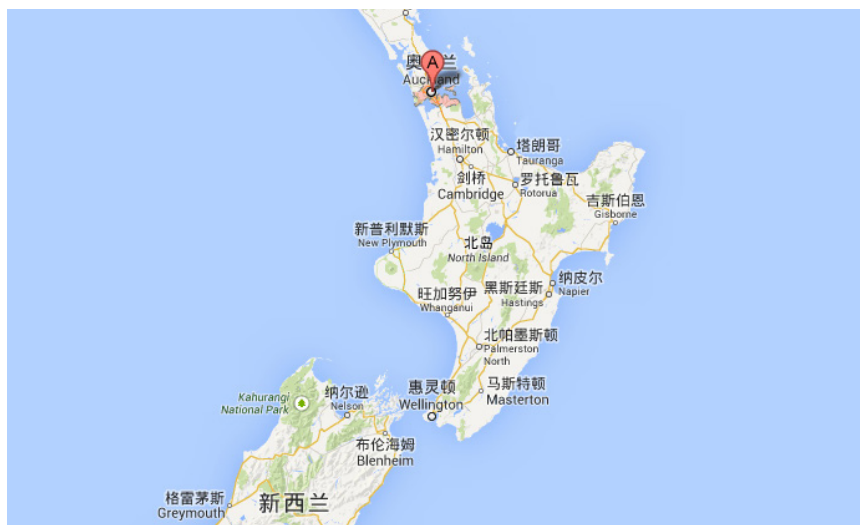 奥 兰
A
Auckland
汉密尔顿
Hamilton
塔朗哥
Tauranga
剑桥
Cambridge
罗托鲁瓦
Rotorua
吉斯伯恩
Gisborne
新普利默斯
New Plymouth
北岛
North Island
纳皮尔
Napier
黑斯廷斯
Hastings
旺加努伊
Whanganui
北帕墨斯顿
Palmerston
North
马斯特顿
Masterton
惠灵顿
Wellington
Kahurangi
National Park
纳尔逊
Nelson
布伦海姆
Blenheim
格雷茅斯
Greymouth
新西兰